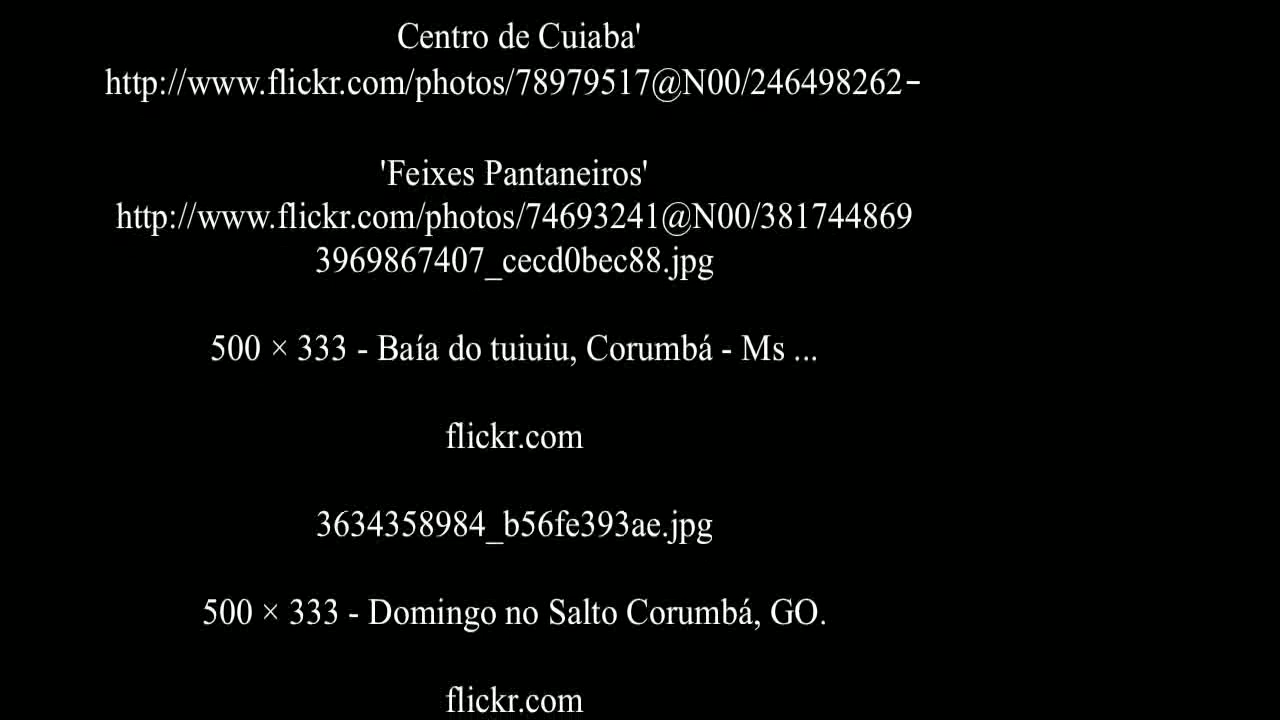 Centro de Cuiaba'
http://www.flickr.com/photos/78979517@N00/246498262-
'Feixes Pantaneiros'
http://www.flickr.com/photos/74693241@N00/381744869
3969867407_cecd0bec88.jpg
500 × 333 - Baía do tuiuiu, Corumbá - Ms ...
flickr.com
3634358984_b56fe393ae.jpg
500 × 333 - Domingo no Salto Corumbá, GO.
flickr.com